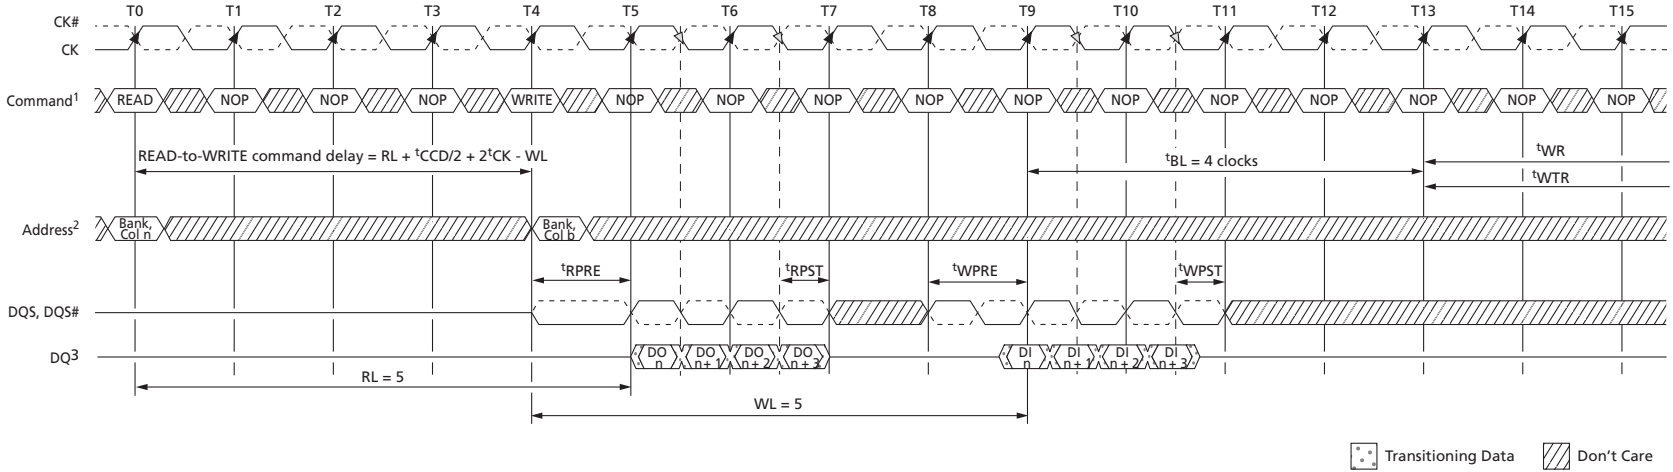 T0 T1 T2 T3 T4 T5 T6 T7 T8 T9 T10 T11 T12 T13 T14 T15
CK#
CK
Command1 READ NOP NOP NOP WRITE NOP NOP NOP NOP NOP NOP NOP NOP NOP NOP NOP
READ-to-WRITE command delay = RL + tCCD/2 + 2tCK - WL
tBL = 4 clocks
tWR
tWTR
Address2
Bank,
Col n
Bank,
Col b
tRPRE tRPST tWPRE tWPST
DQS, DQS#
DQ3
DO
n
DO
n + 1
DO
n + 2
DO
n + 3
DI
n
DI
n + 1
DI
n + 2
DI
n + 3
RL = 5
WL = 5
Transitioning Data Don't Care